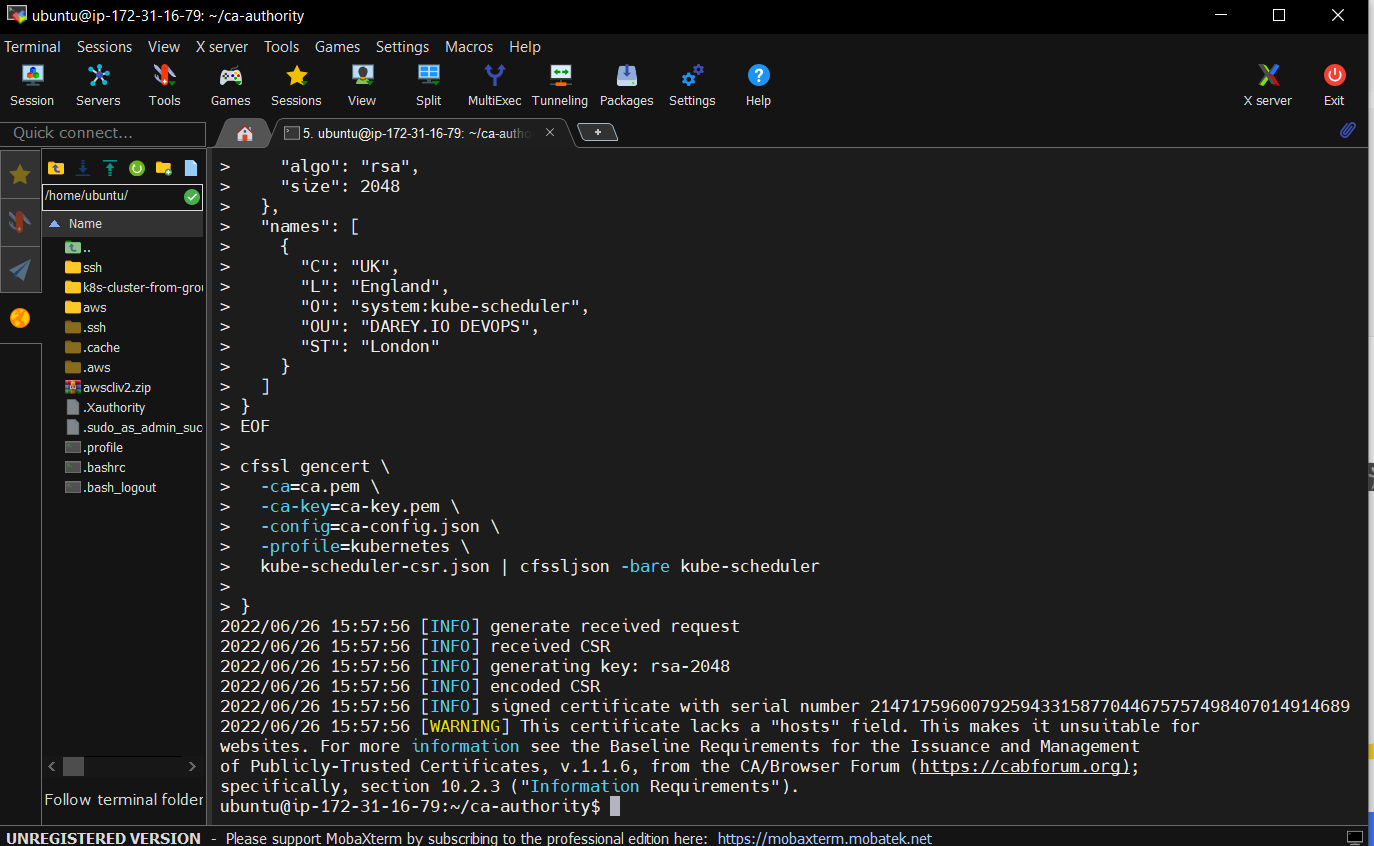 ubuntu@ip-172-31-16-79: ~/ca-authority
Terminal Sessions View X server Tools Games Settings Macros Help
Session Servers Tools Games Sessions View Split MultiExec Tunneling Packages Settings Help X server Exit
Quick connect...
5. ubuntu@ip-172-31-16-79: ~/ca-autho
/home/ubuntu/
Name
..
ssh
k8s-cluster-from-grou
aws
.ssh
.cache
.aws
awscliv2.zip
.Xauthority
.sudo_as_admin_suc
.profile
.bashrc
.bash_logout
Follow terminal folder
>     "algo": "rsa",
>     "size": 2048
>   },
>   "names": [
>     {
>       "C": "UK",
>       "L": "England",
>       "O": "system:kube-scheduler",
>       "OU": "DAREY.IO DEVOPS",
>       "ST": "London"
>     }
>   ]
> }
> EOF
>
> cfssl gencert \
>   -ca=ca.pem \
>   -ca-key=ca-key.pem \
>   -config=ca-config.json \
>   -profile=kubernetes \
>   kube-scheduler-csr.json | cfssljson -bare kube-scheduler
>
> }
2022/06/26 15:57:56 [INFO] generate received request
2022/06/26 15:57:56 [INFO] received CSR
2022/06/26 15:57:56 [INFO] generating key: rsa-2048
2022/06/26 15:57:56 [INFO] encoded CSR
2022/06/26 15:57:56 [INFO] signed certificate with serial number 214717596007925943315877044675757498407014914689
2022/06/26 15:57:56 [WARNING] This certificate lacks a "hosts" field. This makes it unsuitable for
websites. For more information see the Baseline Requirements for the Issuance and Management
of Publicly-Trusted Certificates, v.1.1.6, from the CA/Browser Forum (https://cabforum.org);
specifically, section 10.2.3 ("Information Requirements").
ubuntu@ip-172-31-16-79:~/ca-authority$
UNREGISTERED VERSION - Please support MobaXterm by subscribing to the professional edition here: https://mobaxterm.mobatek.net